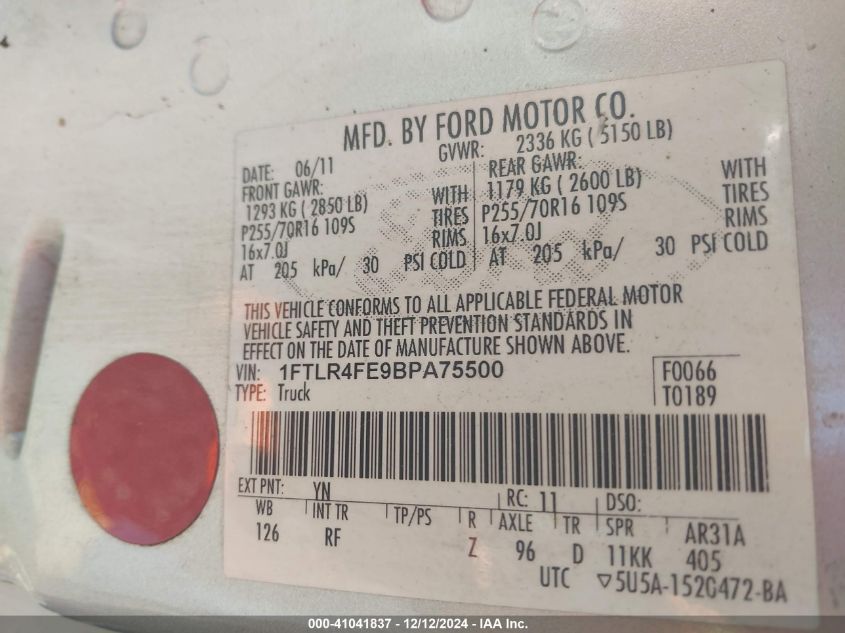 MFD. BY FORD MOTOR CO.
DATE: 06/11 GVWR: 2336 KG ( 5150 LB)
FRONT GAWR: REAR GAWR:
1293 KG ( 2850 LB) WITH 1179 KG ( 2600 LB) WITH
P255/70R16 109S TIRES P255/70R16 109S TIRES
16x7.0J RIMS 16x7.0J RIMS
AT 205 kPa/ 30 PSI COLD AT 205 kPa/ 30 PSI COLD
THIS VEHICLE CONFORMS TO ALL APPLICABLE FEDERAL MOTOR
VEHICLE SAFETY AND THEFT PREVENTION STANDARDS IN
EFFECT ON THE DATE OF MANUFACTURE SHOWN ABOVE.
VIN: 1FTLR4FE9BPA75500 F0066
TYPE: Truck T0189
EXT PNT: YN RC: 11 DSO:
WB INT TR TP/PS R AXLE TR SPR AR31A
126 RF Z 96 D 11KK 405
UTC ▽5U5A-1520472-BA
000-41041837 - 12/12/2024 - IAA Inc.